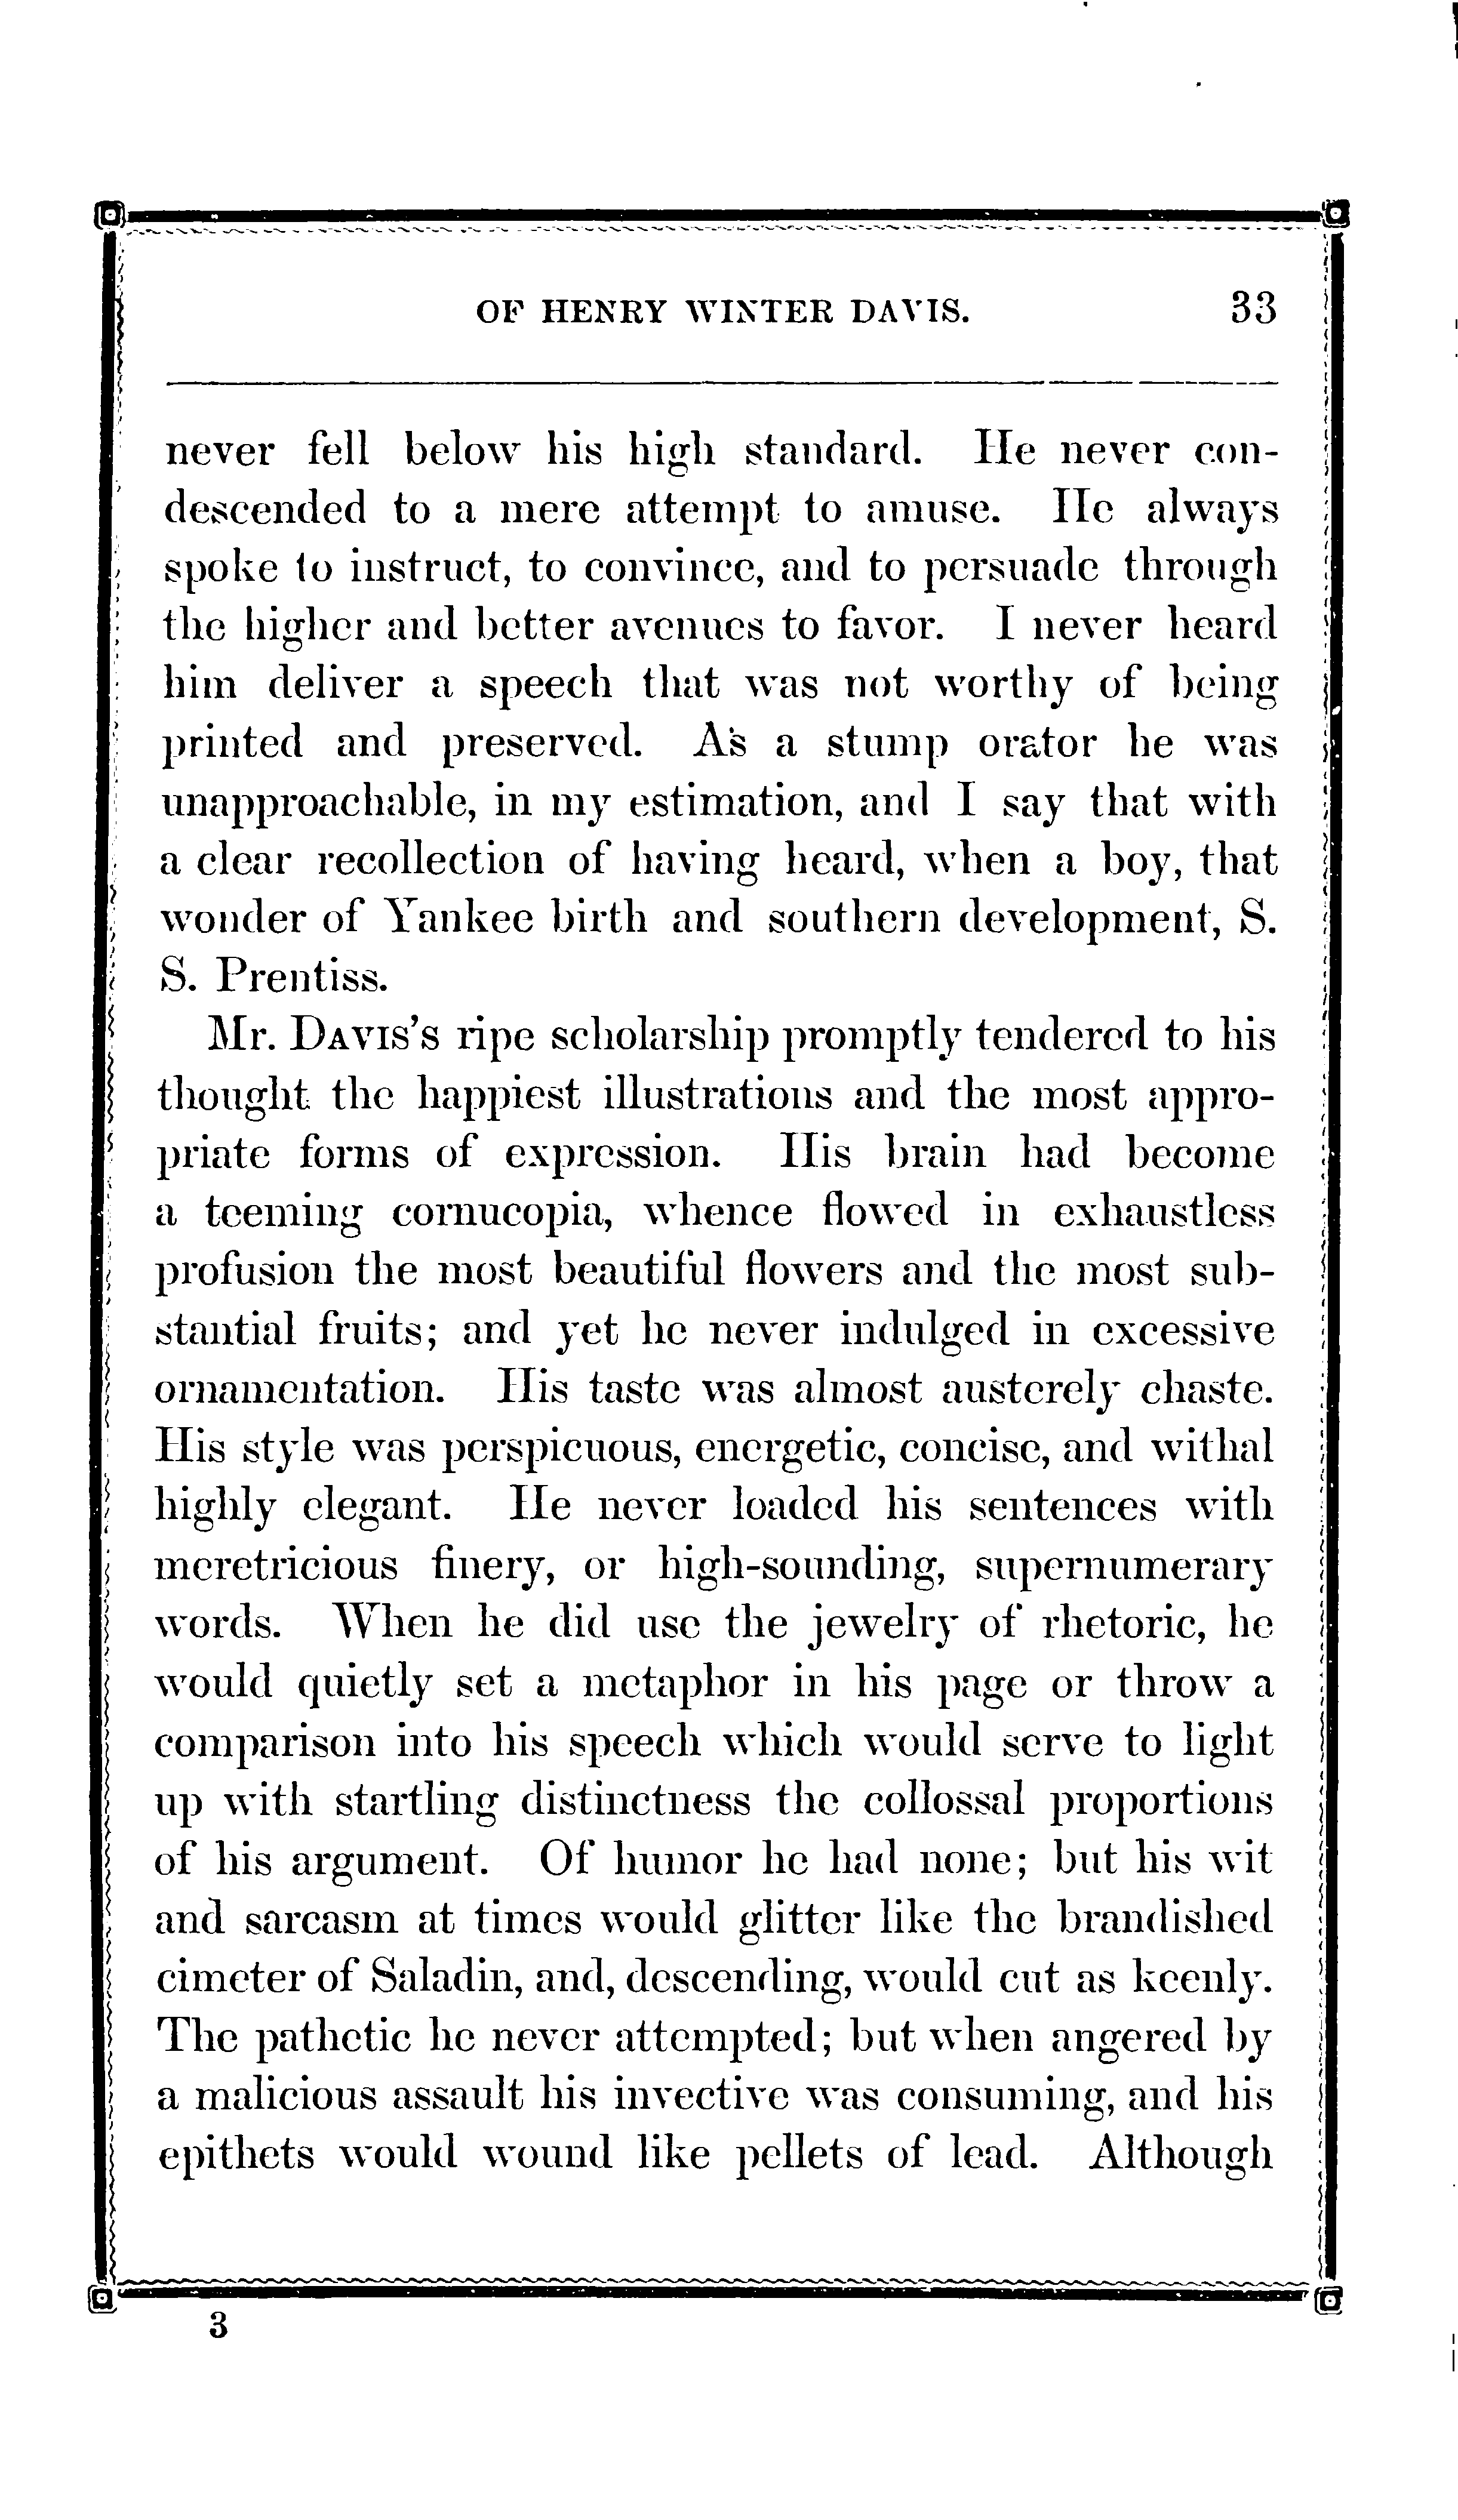 OF HENRY WINTER DAVIS. 33
never fell below his high standard. He never con-
descended to a mere attempt to amuse. He always
spoke to instruct, to convince, and to persuade through
the higher and better avenues to favor. I never heard
him deliver a speech that was not worthy of being
printed and preserved. As a stump orator he was
unapproachable, in my estimation, and I say that with
a clear recollection of having heard, when a boy, that
wonder of Yankee birth and southern development, S.
S. Prentiss.
Mr. DAVIS's ripe scholarship promptly tendered to his
thought the happiest illustrations and the most appro-
priate forms of expression. His brain had become
a teeming cornucopia, whence flowed in exhaustless
profusion the most beautiful flowers and the most sub-
stantial fruits; and yet he never indulged in excessive
ornamentation. His taste was almost austerely chaste.
His style was perspicuous, energetic, concise, and withal
highly elegant. He never loaded his sentences with
meretricious finery, or high-sounding, supernumerary
words. When he did use the jewelry of rhetoric, he
would quietly set a metaphor in his page or throw a
comparison into his speech which would serve to light
up with startling distinctness the collossal proportions
of his argument. Of humor he had none; but his wit
and sarcasm at times would glitter like the brandished
cimeter of Saladin, and, descending, would cut as keenly.
The pathetic he never attempted; but when angered by
a malicious assault his invective was consuming, and his
epithets would wound like pellets of lead. Although
3